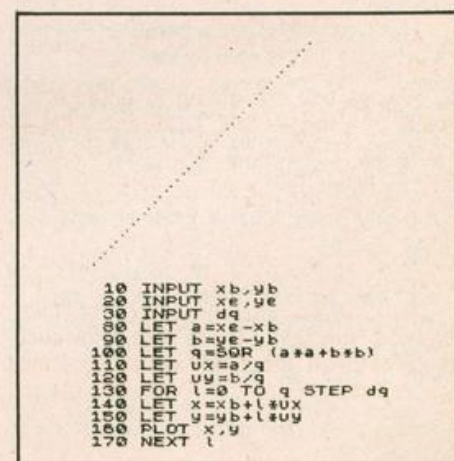 10 INPUT xb,yb
20 INPUT xe,ye
30 INPUT dq
80 LET a=xe-xb
90 LET b=ye-yb
100 LET q=SQR (a*a+b*b)
110 LET ux=a/q
120 LET uy=b/q
130 FOR l=0 TO q STEP dq
140 LET x=xb+l*ux
150 LET y=yb+l*uy
160 PLOT x,y
170 NEXT l